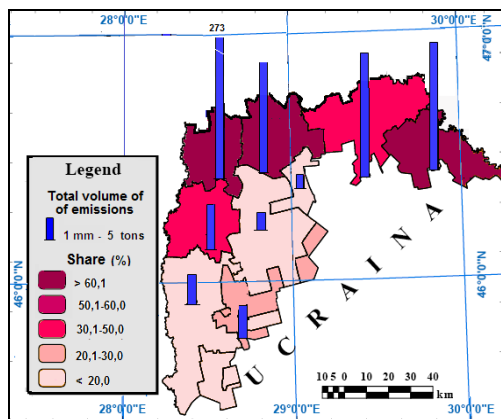 28°0'0"E
29°0'0"E
30°0'0"E
47°0'0"N
273
Legend
Total volume of
of emissions
1 mm - 5 tons
Share (%)
> 60,1
50,1-60,0
30,1-50,0
20,1-30,0
< 20,0
46°0'0"N
46°0'0"N
UCRAINA
10 5 0 10 20 30 40
km
28°0'0"E
29°0'0"E
30°0'0"E